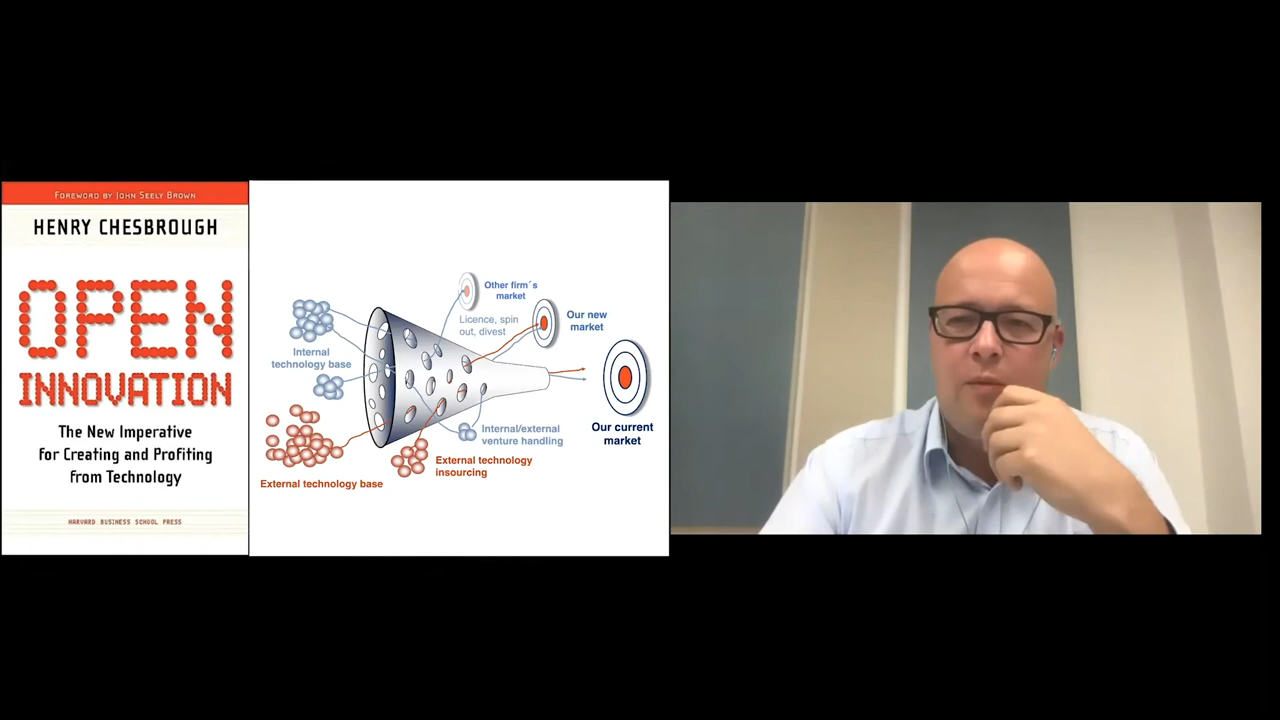 FOREWORD BY JOHN SEELY BROWN
HENRY CHESBROUGH
OPEN
INNOVATION
The New Imperative
for Creating and Profiting
from Technology
HARVARD BUSINESS SCHOOL PRESS
Other firm´s
market
Licence, spin
out, divest
Our new
market
Internal
technology base
Our current
market
Internal/external
venture handling
External technology
insourcing
External technology base